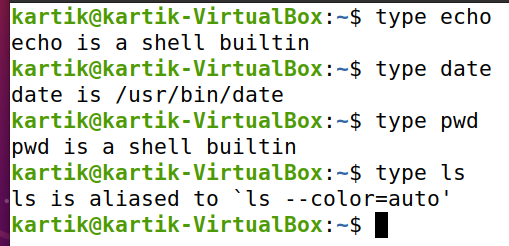 kartik@kartik-VirtualBox:~$ type echo
echo is a shell builtin
kartik@kartik-VirtualBox:~$ type date
date is /usr/bin/date
kartik@kartik-VirtualBox:~$ type pwd
pwd is a shell builtin
kartik@kartik-VirtualBox:~$ type ls
ls is aliased to `ls --color=auto'
kartik@kartik-VirtualBox:~$